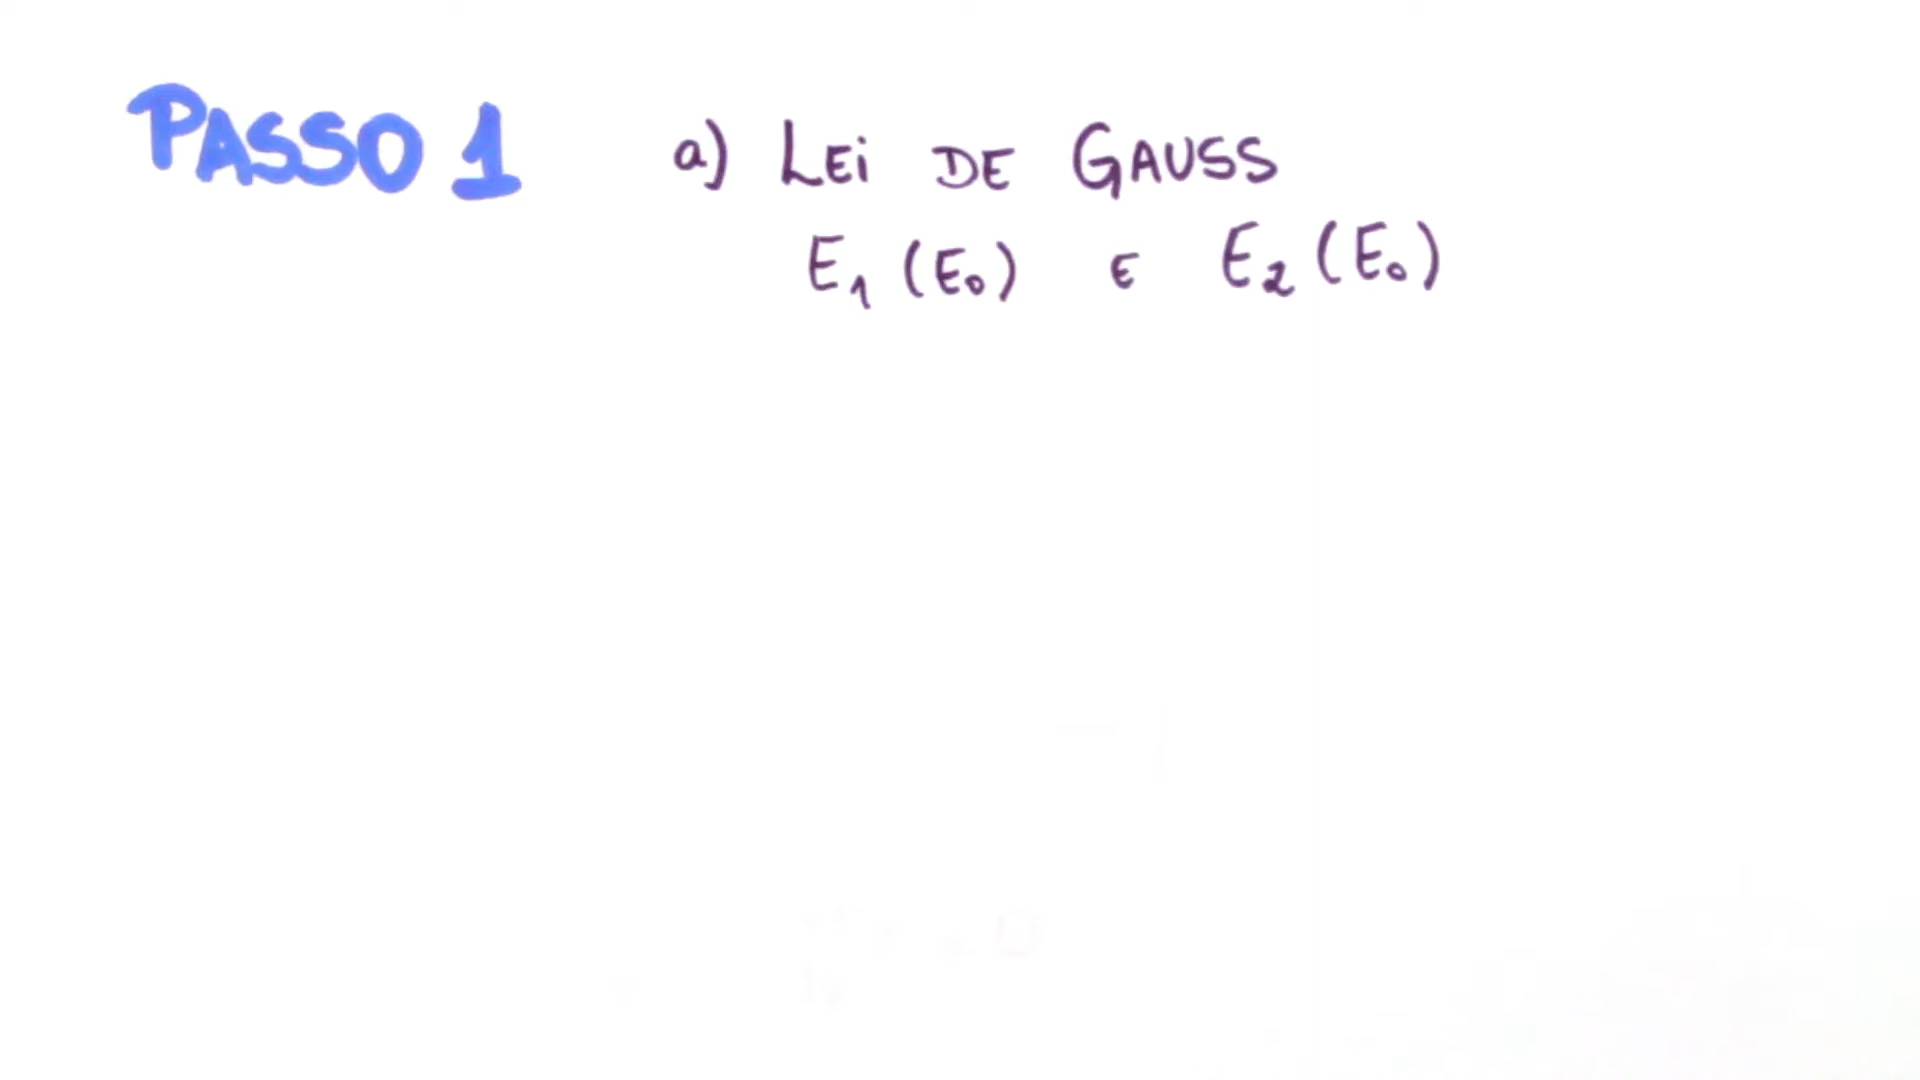 PASSO 1
a) LEi DE GAUSS
E₁ (E₀) E E₂ (E₀)